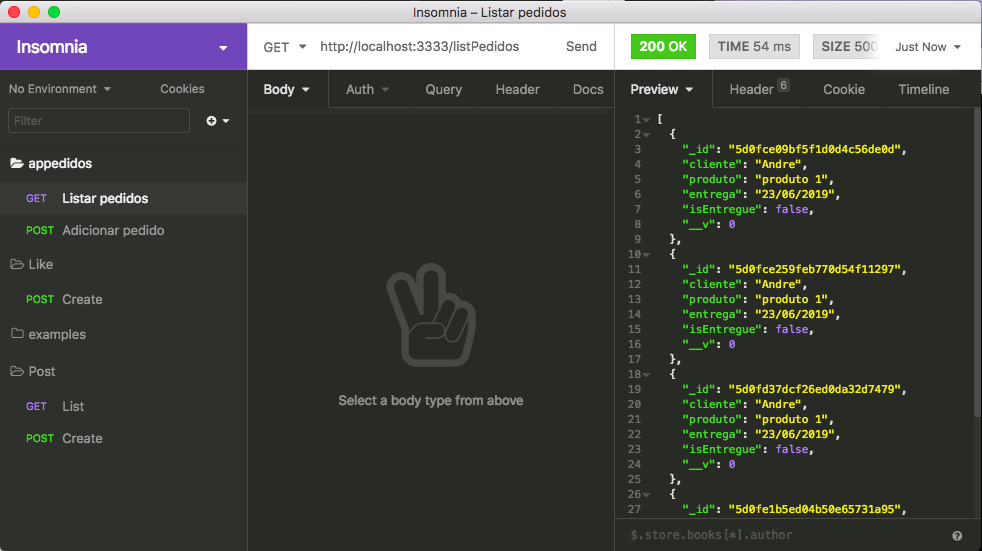 Insomnia – Listar pedidos
Insomnia
GET http://localhost:3333/listPedidos Send
200 OK TIME 54 ms SIZE 500 Just Now
No Environment Cookies
Body Auth Query Header Docs
Preview Header 6 Cookie Timeline
Filter
appedidos
GET Listar pedidos
POST Adicionar pedido
Like
POST Create
examples
Post
GET List
POST Create
Select a body type from above
1 [
2 {
3 "_id": "5d0fce09bf5f1d0d4c56de0d",
4 "cliente": "Andre",
5 "produto": "produto 1",
6 "entrega": "23/06/2019",
7 "isEntregue": false,
8 "__v": 0
9 },
10 {
11 "_id": "5d0fce259feb770d54f11297",
12 "cliente": "Andre",
13 "produto": "produto 1",
14 "entrega": "23/06/2019",
15 "isEntregue": false,
16 "__v": 0
17 },
18 {
19 "_id": "5d0fd37dcf26ed0da32d7479",
20 "cliente": "Andre",
21 "produto": "produto 1",
22 "entrega": "23/06/2019",
23 "isEntregue": false,
24 "__v": 0
25 },
26 {
27 "_id": "5d0fe1b5ed04b50e65731a95",
$.store.books[*].author